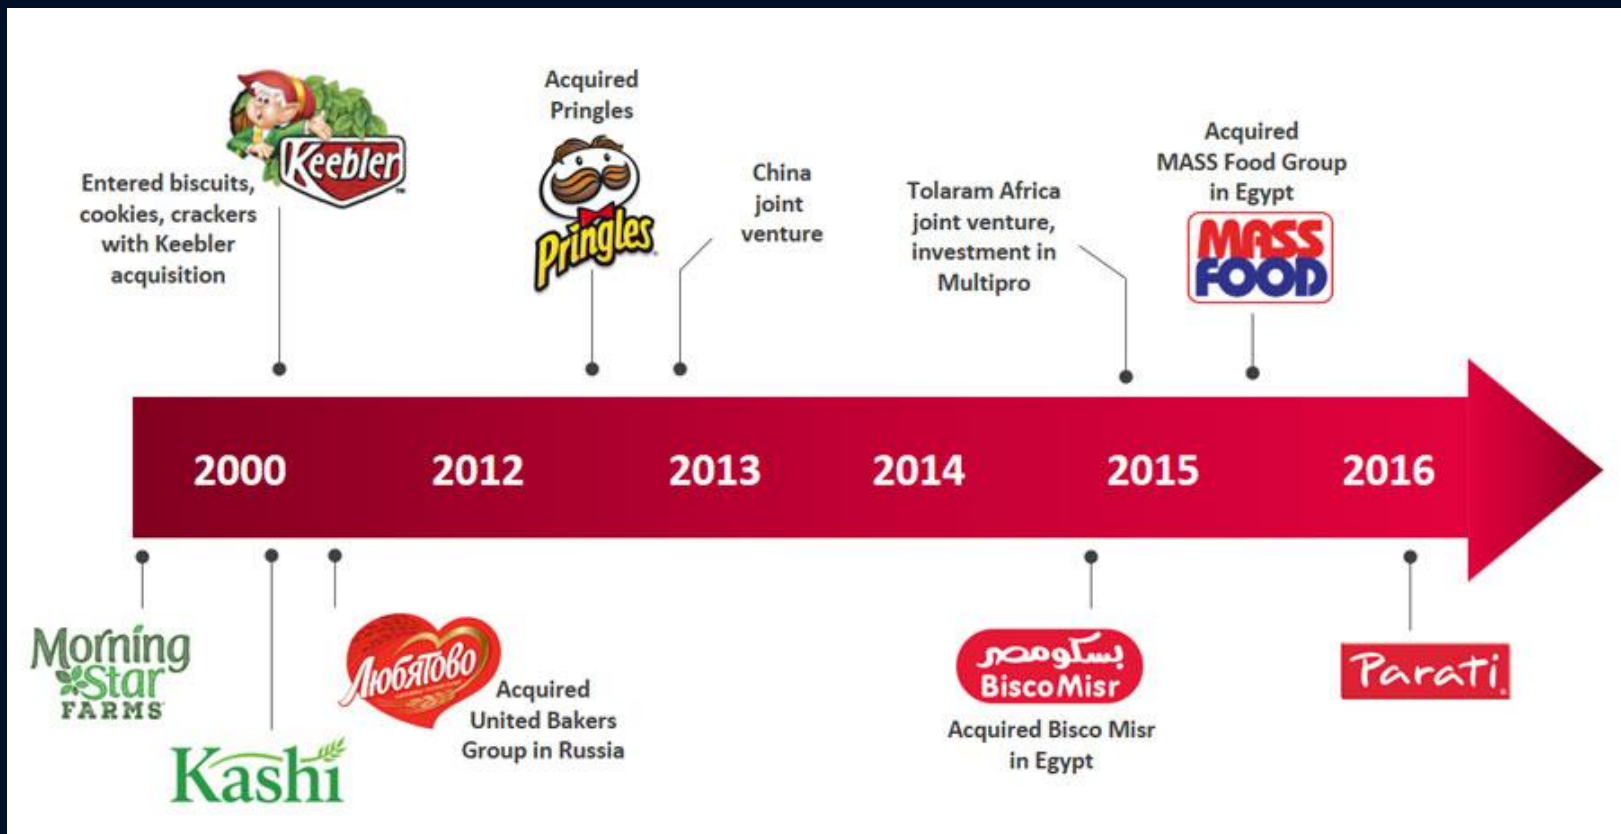 Keebler
TM
Entered biscuits,
cookies, crackers
with Keebler
acquisition
Acquired
Pringles
Pringles
China
joint
venture
Tolaram Africa
joint venture,
investment in
Multipro
Acquired
MASS Food Group
in Egypt
MASS
FOOD
2000 2012 2013 2014 2015 2016
Morning
Star
FARMS
Kashi
Любятово
Acquired
United Bakers
Group in Russia
بسكومصر
BiscoMisr
Acquired Bisco Misr
in Egypt
Parati